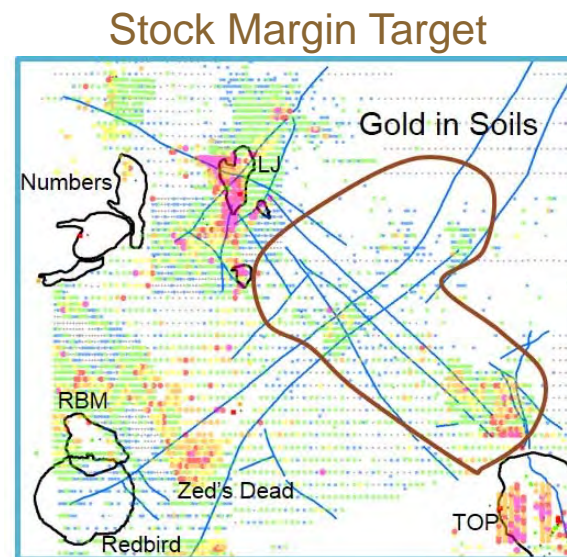 Stock Margin Target
Gold in Soils
LJ
Numbers
RBM
Zed's Dead
TOP
Redbird